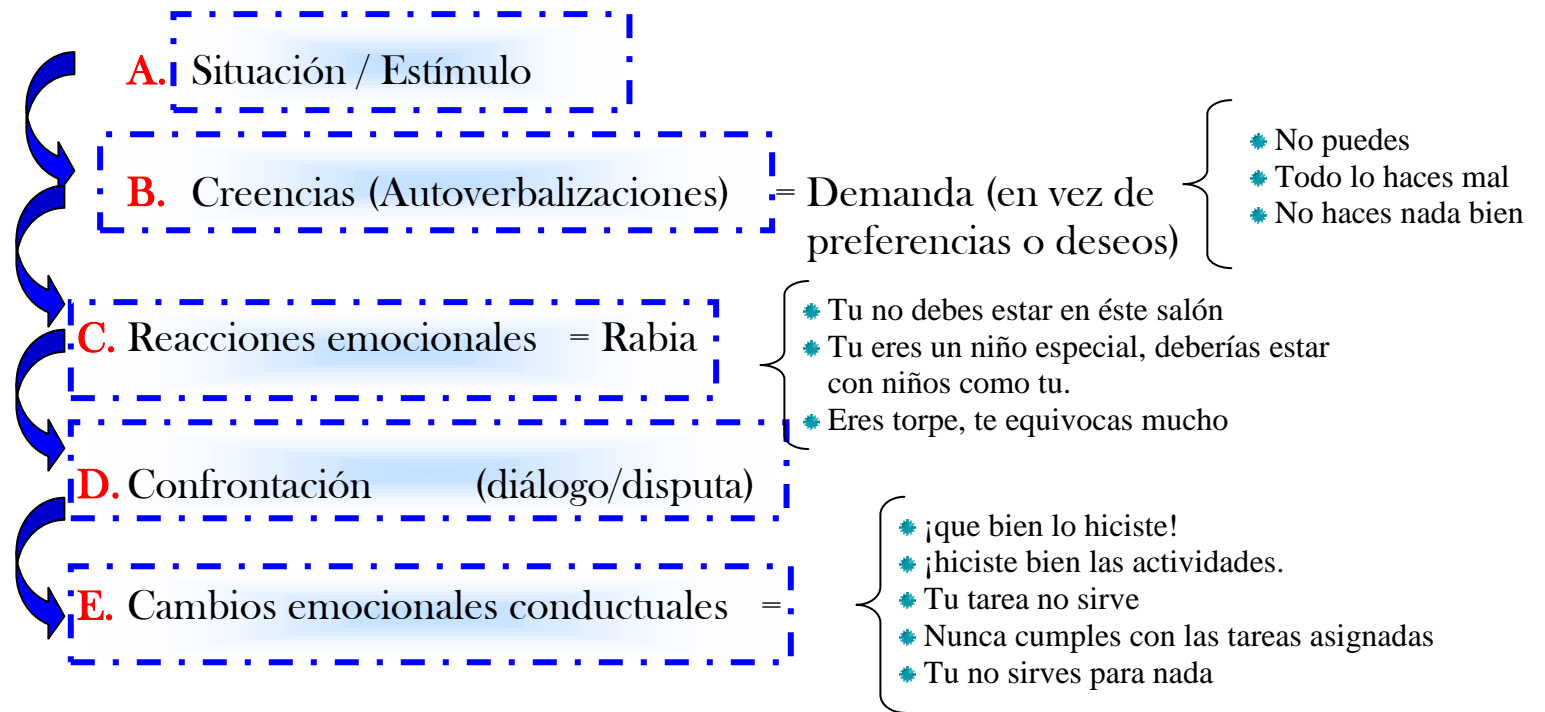 A. Situación / Estímulo
B. Creencias (Autoverbalizaciones) = Demanda (en vez de
preferencias o deseos)
No puedes
Todo lo haces mal
No haces nada bien
C. Reacciones emocionales = Rabia
Tu no debes estar en éste salón
Tu eres un niño especial, deberías estar
con niños como tu.
Eres torpe, te equivocas mucho
D. Confrontación (diálogo/disputa)
E. Cambios emocionales conductuales =
¡que bien lo hiciste!
¡hiciste bien las actividades.
Tu tarea no sirve
Nunca cumples con las tareas asignadas
Tu no sirves para nada